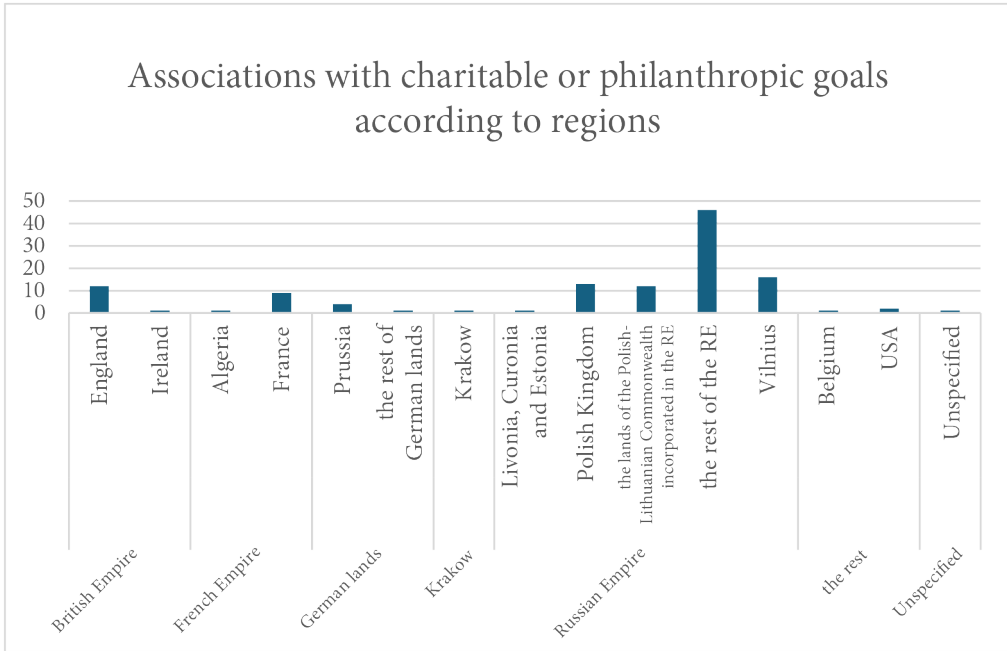 Associations with charitable or philanthropic goals
according to regions
50
40
30
20
10
0
England
Ireland
Algeria
France
Prussia
the rest of
German lands
Krakow
Livonia, Curonia
and Estonia
Polish Kingdom
the lands of the Polish-
Lithuanian Commonwealth
incorporated in the RE
the rest of the RE
Vilnius
Belgium
USA
Unspecified
British Empire
French Empire
German lands
Krakow
Russian Empire
the rest
Unspecified